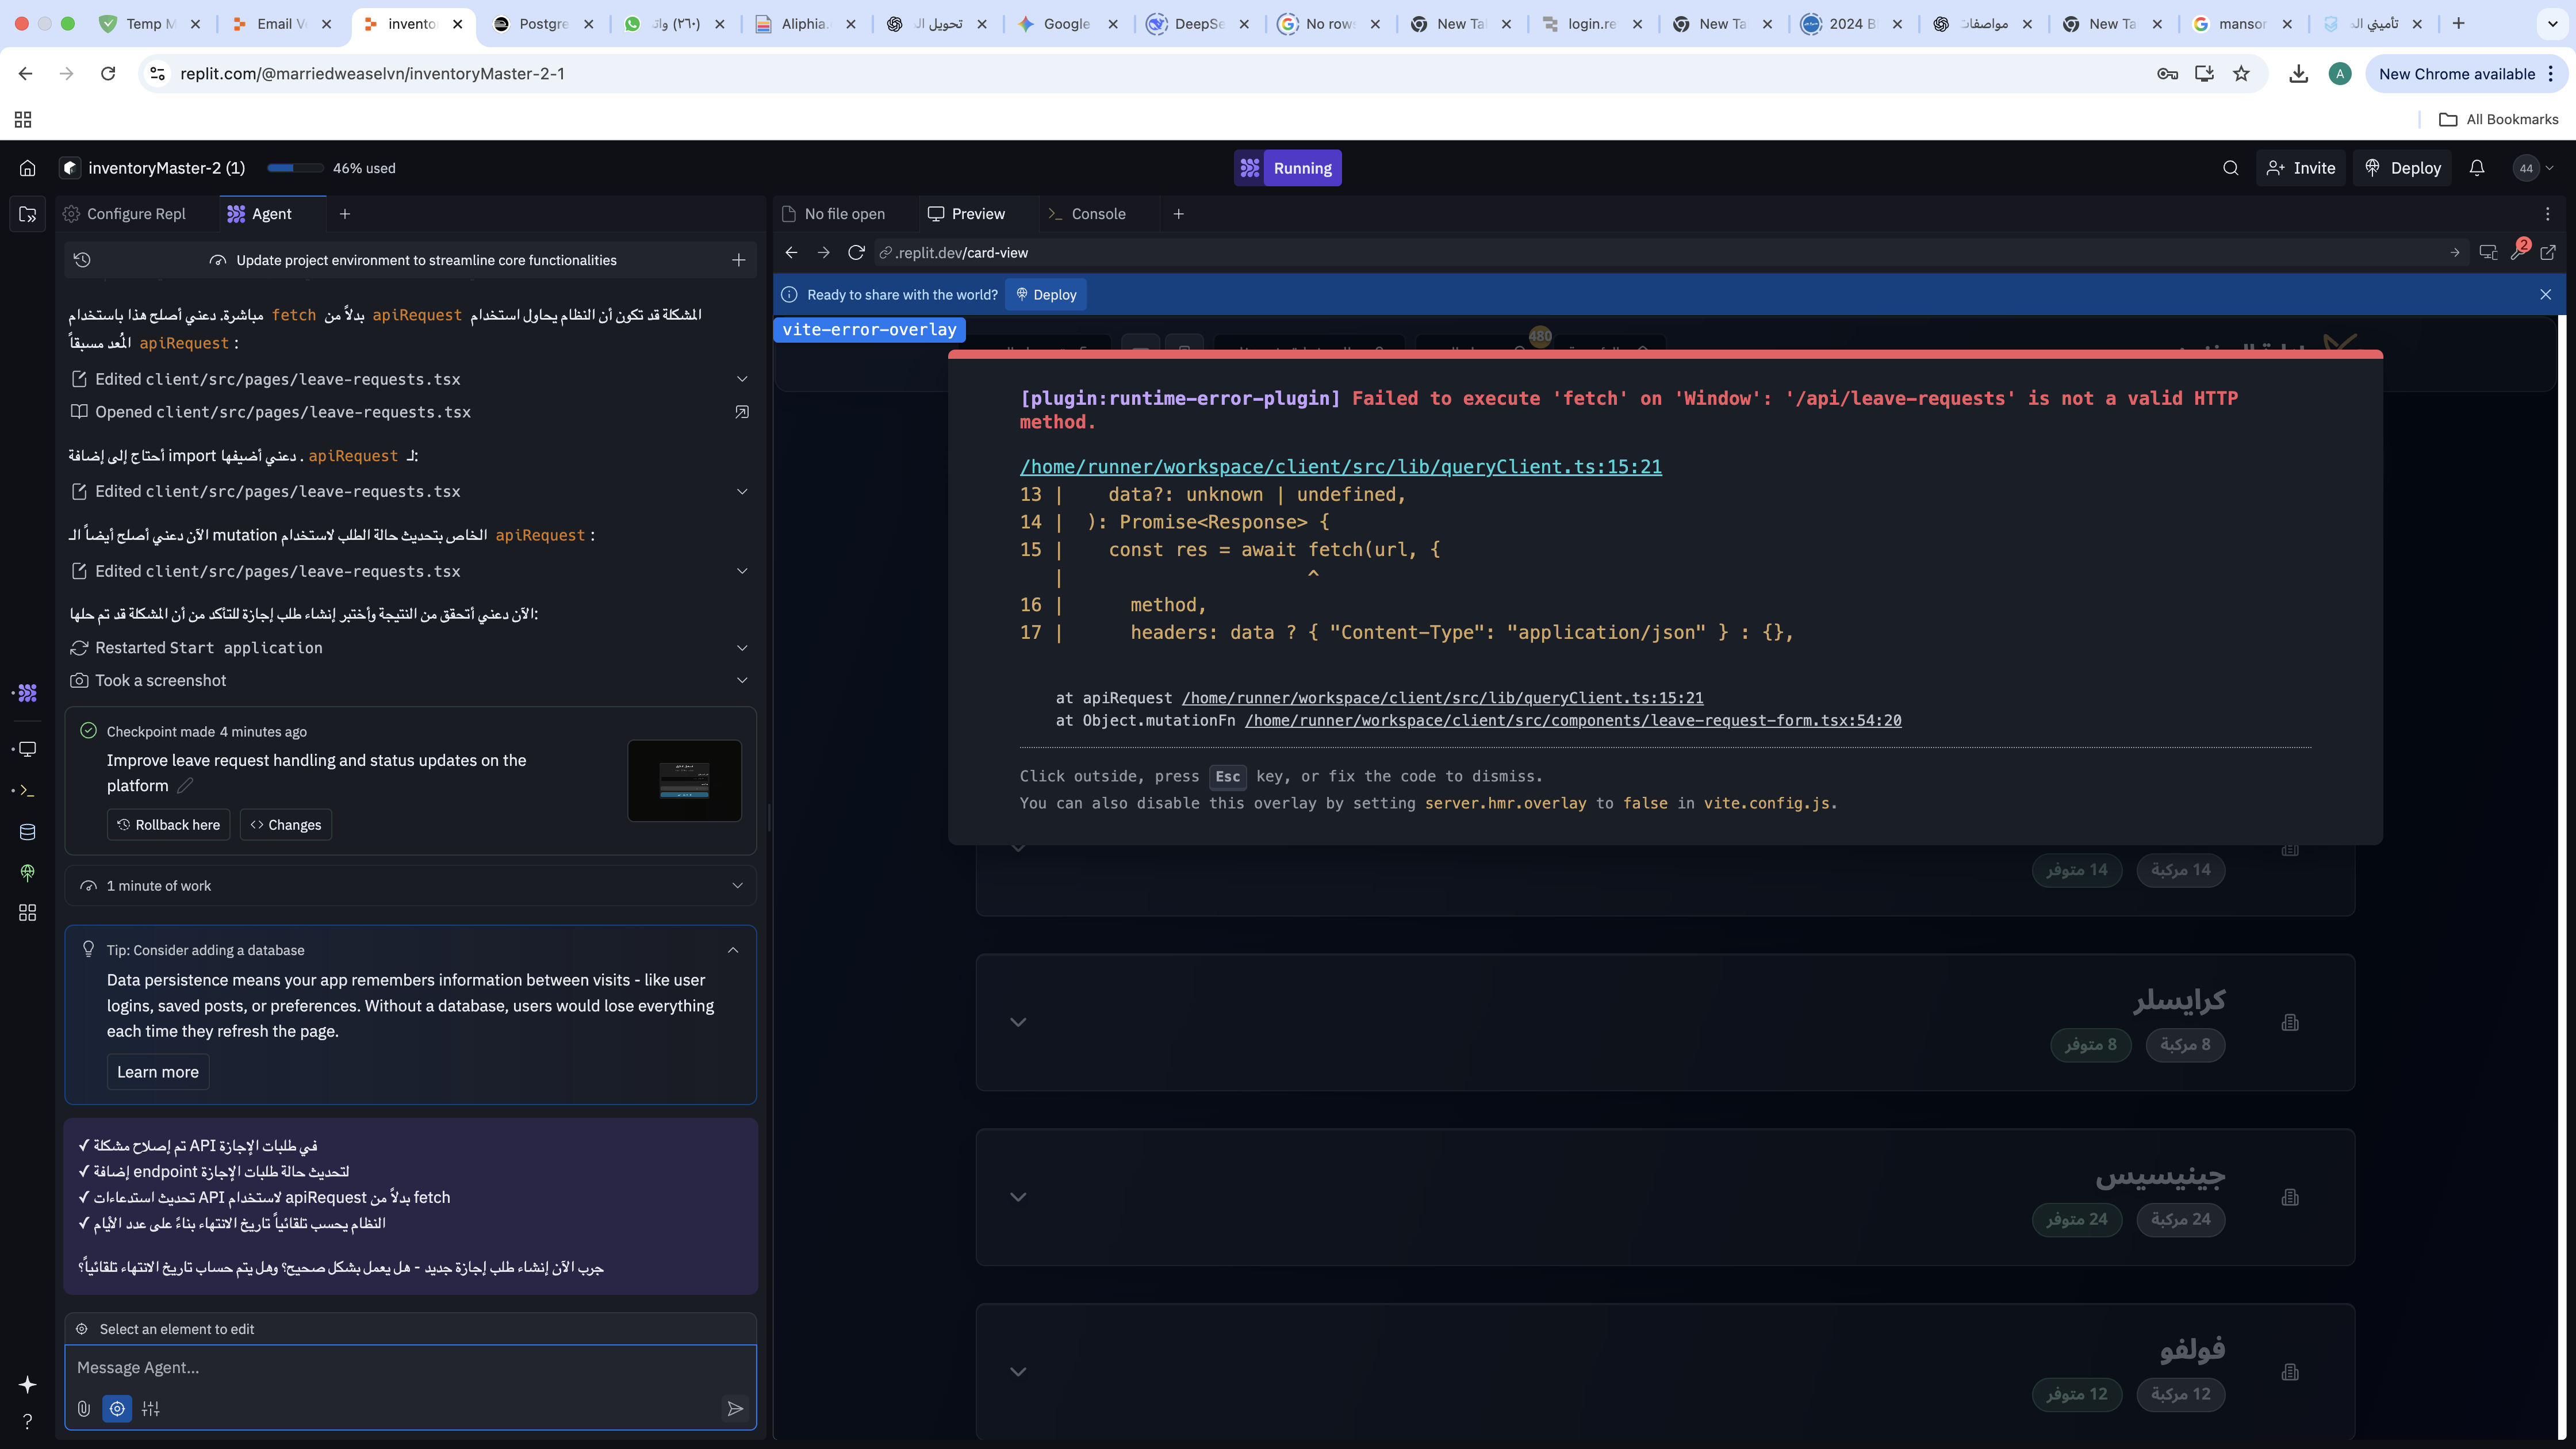 Temp M
Email V
invento
Postgre
(٢٦٠) وات
Aliphia.
تحويل ال
Google
DeepSe
No row
New Ta
login.re
New Ta
2024 B
مواصفات
New Ta
mansor
تأميني ال
replit.com/@marriedweaselvn/inventoryMaster-2-1
A
New Chrome available
All Bookmarks
inventoryMaster-2 (1)
46% used
Running
Invite
Deploy
44
Configure Repl
Agent
No file open
Preview
Console
Update project environment to streamline core functionalities
.replit.dev/card-view
2
Ready to share with the world?
Deploy
المشكلة قد تكون أن النظام يحاول استخدام apiRequest بدلاً من fetch مباشرة. دعني أصلح هذا باستخدام
المُعد مسبقاً apiRequest :
Edited client/src/pages/leave-requests.tsx
Opened client/src/pages/leave-requests.tsx
أحتاج إلى إضافة import لـ apiRequest . دعني أضيفها:
Edited client/src/pages/leave-requests.tsx
الآن دعني أصلح أيضاً الـ mutation الخاص بتحديث حالة الطلب لاستخدام apiRequest :
Edited client/src/pages/leave-requests.tsx
الآن دعني أتحقق من النتيجة وأختبر إنشاء طلب إجازة للتأكد من أن المشكلة قد تم حلها:
Restarted Start application
Took a screenshot
Checkpoint made 4 minutes ago
Improve leave request handling and status updates on the
platform
Rollback here
Changes
1 minute of work
Tip: Consider adding a database
Data persistence means your app remembers information between visits - like user
logins, saved posts, or preferences. Without a database, users would lose everything
each time they refresh the page.
Learn more
✓ تم إصلاح مشكلة API في طلبات الإجازة
✓ إضافة endpoint لتحديث حالة طلبات الإجازة
✓ تحديث استدعاءات API لاستخدام apiRequest بدلاً من fetch
✓ النظام يحسب تلقائياً تاريخ الانتهاء بناءً على عدد الأيام
جرب الآن إنشاء طلب إجازة جديد - هل يعمل بشكل صحيح؟ وهل يتم حساب تاريخ الانتهاء تلقائياً؟
Select an element to edit
Message Agent...
vite-error-overlay
480
[plugin:runtime-error-plugin] Failed to execute 'fetch' on 'Window': '/api/leave-requests' is not a valid HTTP
method.
/home/runner/workspace/client/src/lib/queryClient.ts:15:21
13 | data?: unknown | undefined,
14 | ): Promise<Response> {
15 | const res = await fetch(url, {
| ^
16 | method,
17 | headers: data ? { "Content-Type": "application/json" } : {},
at apiRequest /home/runner/workspace/client/src/lib/queryClient.ts:15:21
at Object.mutationFn /home/runner/workspace/client/src/components/leave-request-form.tsx:54:20
Click outside, press Esc key, or fix the code to dismiss.
You can also disable this overlay by setting server.hmr.overlay to false in vite.config.js.
14 مركبة
14 متوفر
كرايسلر
8 مركبة
8 متوفر
جينيسيس
24 مركبة
24 متوفر
فولفو
12 مركبة
12 متوفر